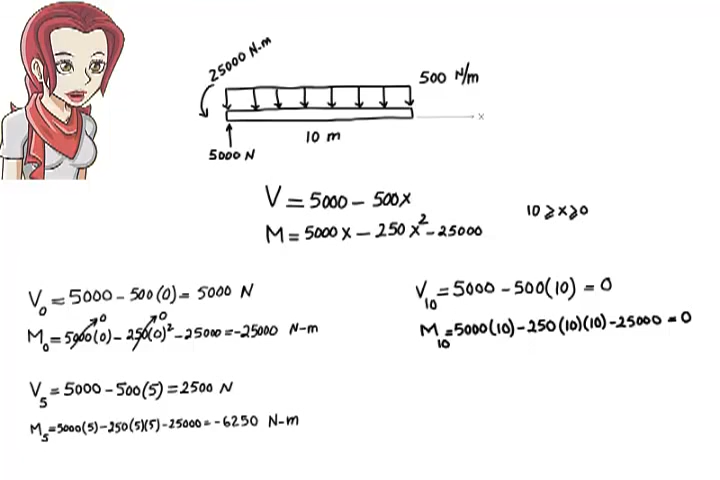 25000 N-m
500 N/m
x
10 m
5000 N
V = 5000 - 500x
M = 5000x - 250x² - 25000
10 ≥ x ≥ 0
V₀ = 5000 - 500(0) = 5000 N
0 0
M₀ = 5000(0) - 250(0)² - 25000 = -25000 N-m
V₅ = 5000 - 500(5) = 2500 N
M₅ = 5000(5) - 250(5)(5) - 25000 = -6250 N-m
V₁₀ = 5000 - 500(10) = 0
M₁₀ = 5000(10) - 250(10)(10) - 25000 = 0